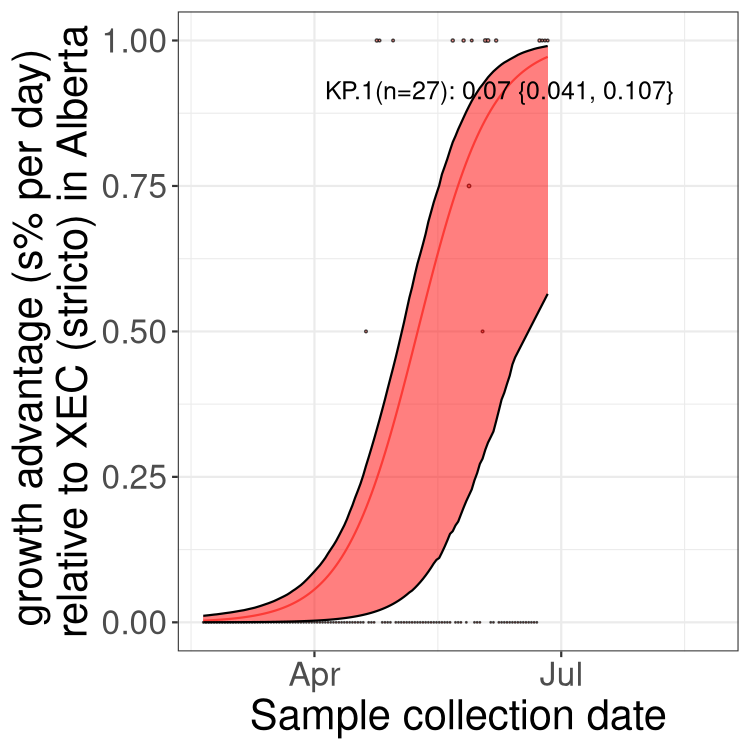 growth advantage (s% per day)
relative to XEC (stricto) in Alberta
1.00
0.75
0.50
0.25
0.00
KP.1(n=27): 0.07 {0.041, 0.107}
Apr
Jul
Sample collection date